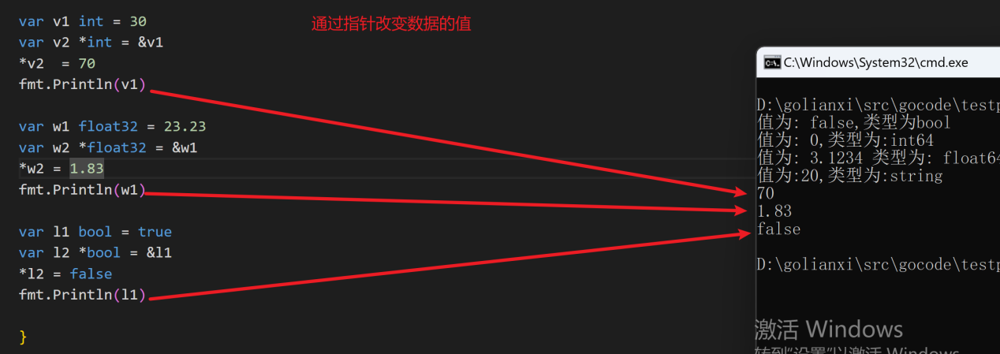 var v1 int = 30
通过指针改变数据的值
var v2 *int = &v1
*v2  = 70
fmt.Println(v1)
var w1 float32 = 23.23
var w2 *float32 = &w1
*w2 = 1.83
fmt.Println(w1)
var l1 bool = true
var l2 *bool = &l1
*l2 = false
fmt.Println(l1)
}
C:\Windows\System32\cmd.exe
D:\golianxi\src\gocode\testp
值为: false,类型为bool
值为: 0,类型为:int64
值为: 3.1234 类型为: float64
值为:20,类型为:string
70
1.83
false
D:\golianxi\src\gocode\testp
激活 Windows
转到"设置"以激活 Windows